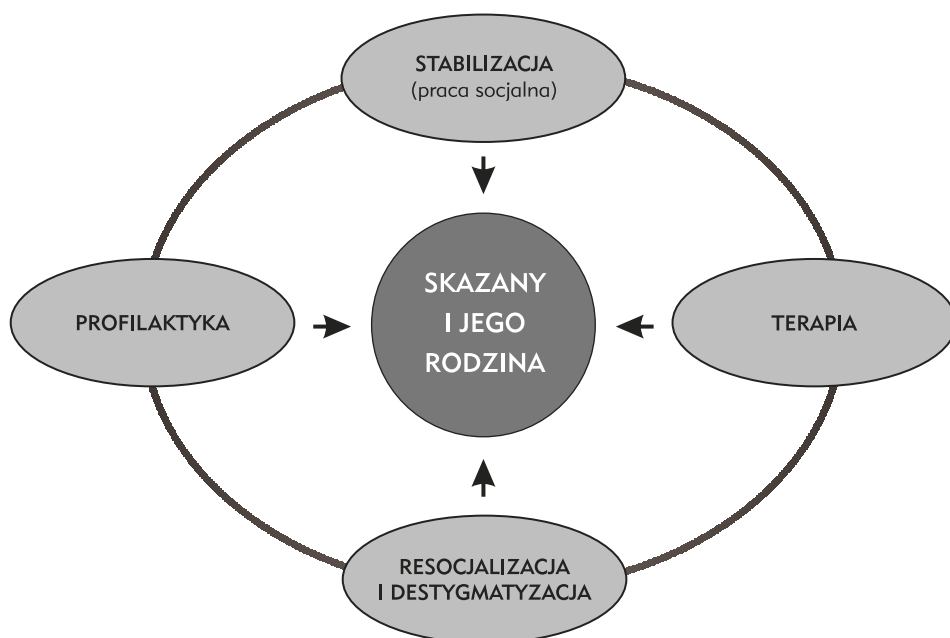 STABILIZACJA
(praca socjalna)
PROFILAKTYKA
SKAZANY
I JEGO
RODZINA
TERAPIA
RESOCJALIZACJA
I DESTYGMATYZACJA